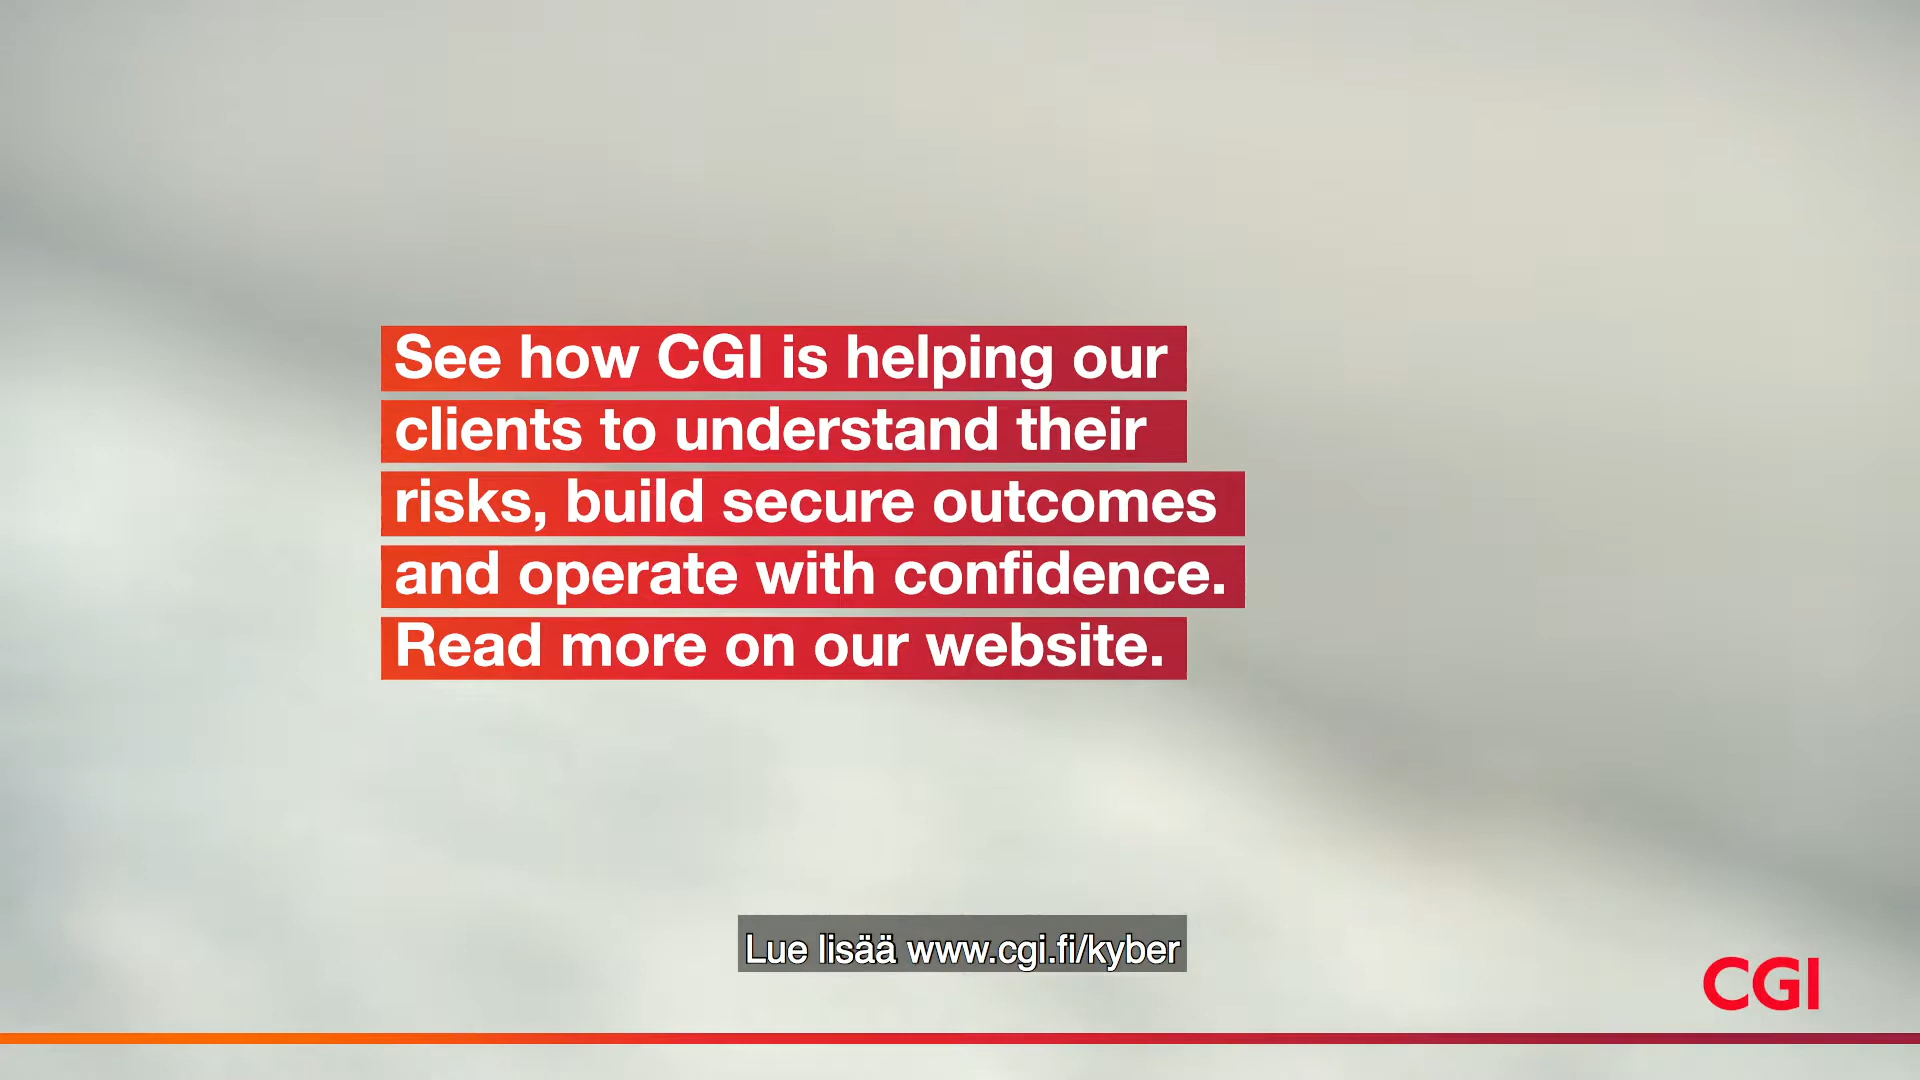 See how CGI is helping our
clients to understand their
risks, build secure outcomes
and operate with confidence.
Read more on our website.
Lue lisää www.cgi.fi/kyber
CGI